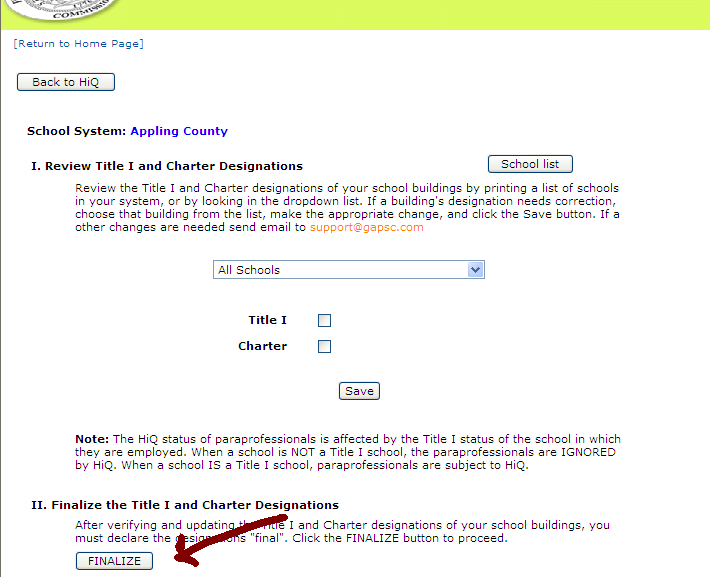 COMMISSION
[Return to Home Page]
Back to HiQ
School System: Appling County
I. Review Title I and Charter Designations
School list
Review the Title I and Charter designations of your school buildings by printing a list of schools
in your system, or by looking in the dropdown list. If a building's designation needs correction,
choose that building from the list, make the appropriate change, and click the Save button. If a
other changes are needed send email to support@gapsc.com
All Schools
Title I
Charter
Save
Note: The HiQ status of paraprofessionals is affected by the Title I status of the school in which
they are employed. When a school is NOT a Title I school, the paraprofessionals are IGNORED
by HiQ. When a school IS a Title I school, paraprofessionals are subject to HiQ.
II. Finalize the Title I and Charter Designations
After verifying and updating the Title I and Charter designations of your school buildings, you
must declare the designations "final". Click the FINALIZE button to proceed.
FINALIZE